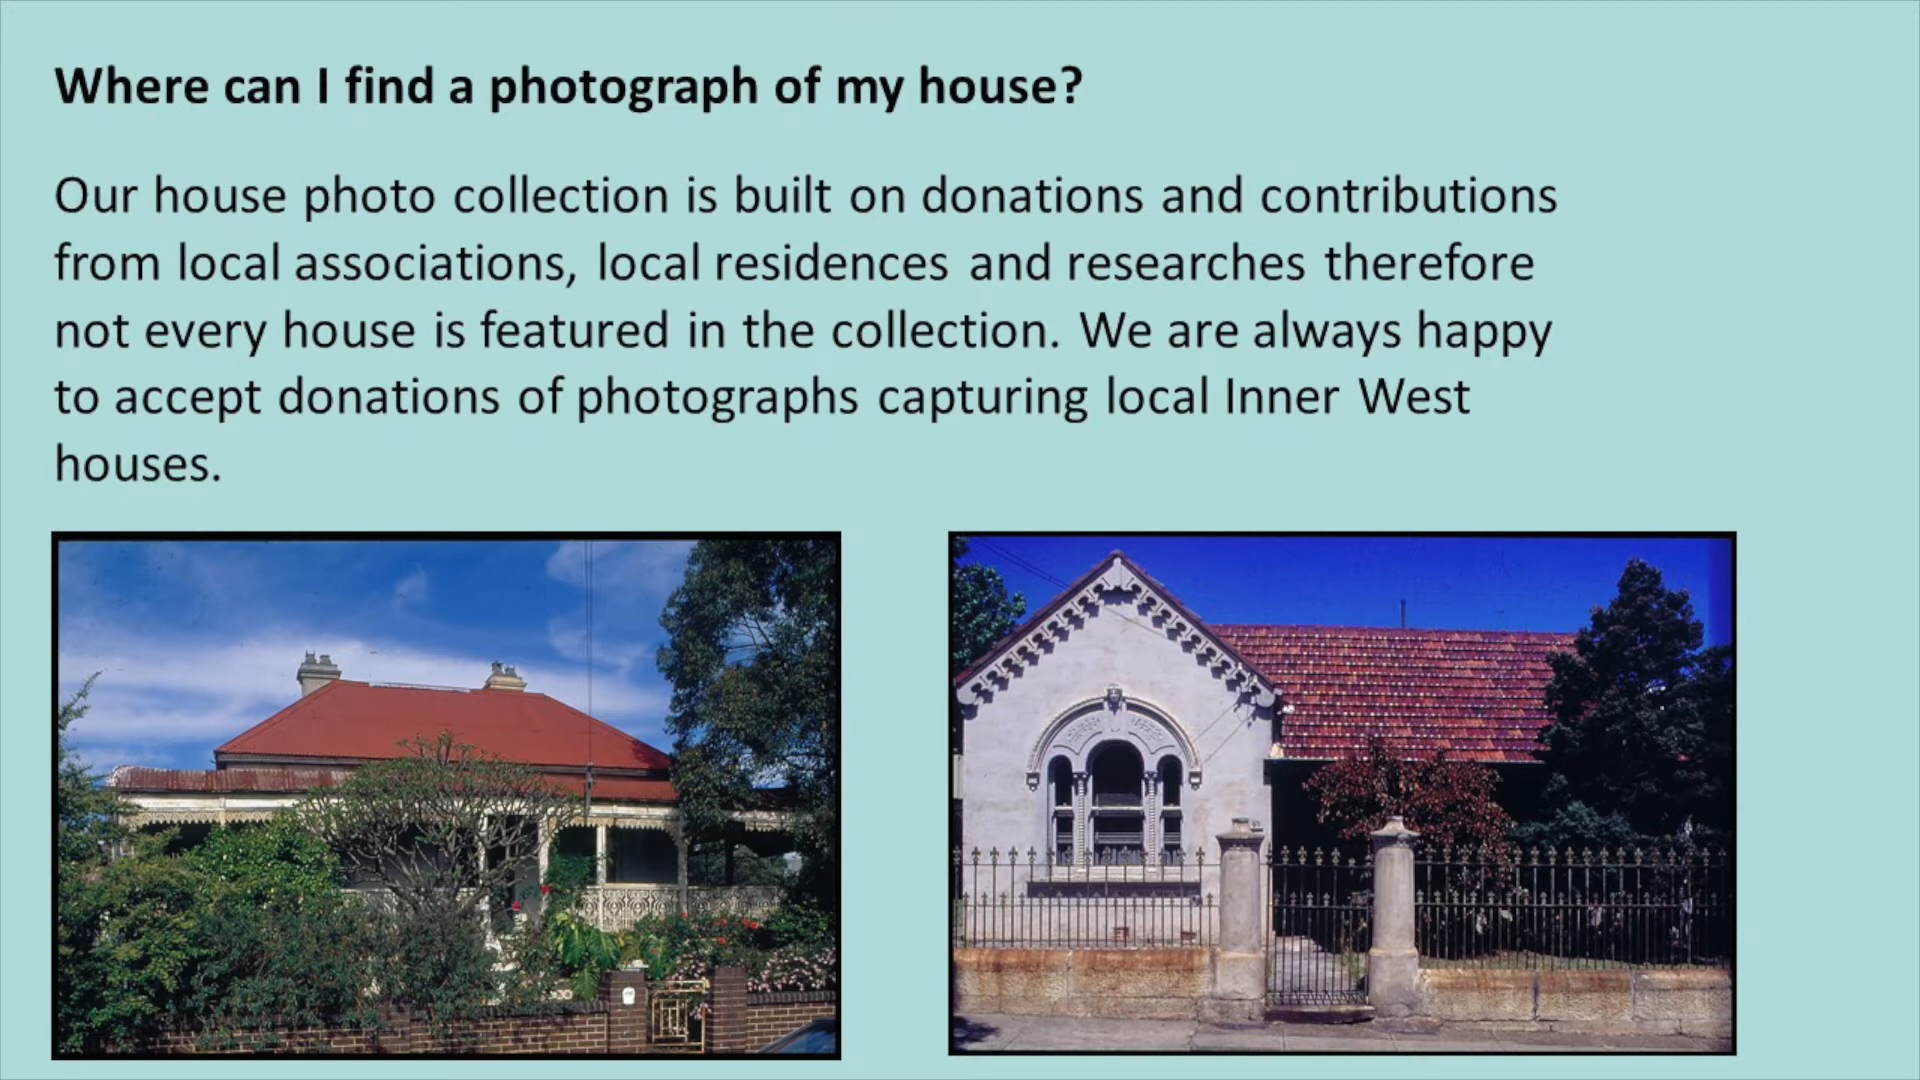 Where can I find a photograph of my house?
Our house photo collection is built on donations and contributions
from local associations, local residences and researches therefore
not every house is featured in the collection. We are always happy
to accept donations of photographs capturing local Inner West
houses.